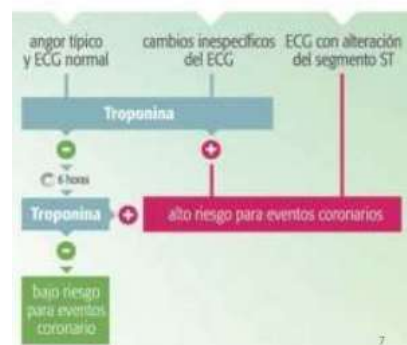 angor típico
y ECG normal
cambios inespecíficos
del ECG
ECG con alteración
del segmento ST
Troponina
6 horas
Troponina
alto riesgo para eventos coronarios
bajo riesgo
para eventos
coronario
7